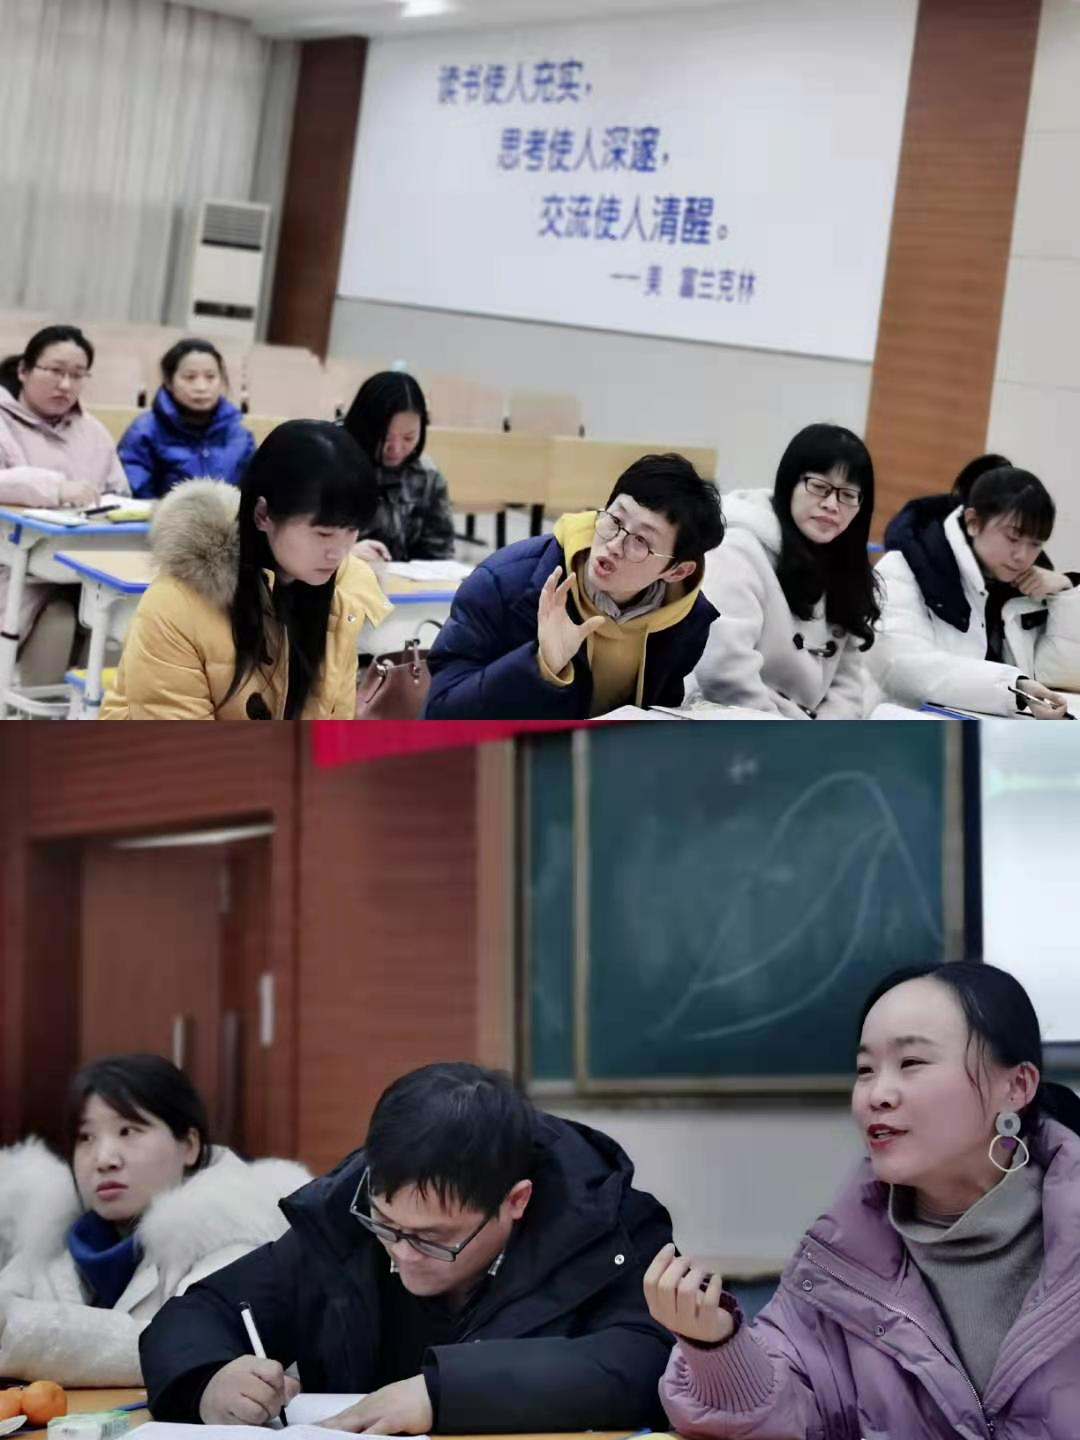 读书使人充实，
思考使人深邃，
交流使人清醒。
——美 富兰克林